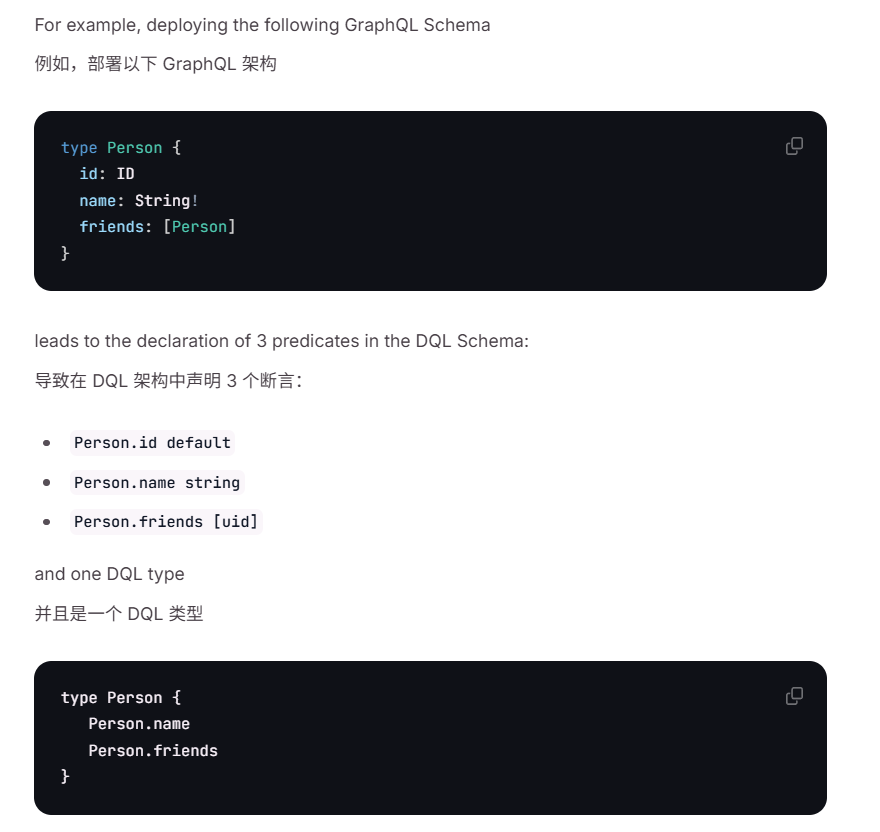 For example, deploying the following GraphQL Schema
例如，部署以下 GraphQL 架构
type Person {
  id: ID
  name: String!
  friends: [Person]
}
leads to the declaration of 3 predicates in the DQL Schema:
导致在 DQL 架构中声明 3 个断言：
Person.id default
Person.name string
Person.friends [uid]
and one DQL type
并且是一个 DQL 类型
type Person {
   Person.name
   Person.friends
}